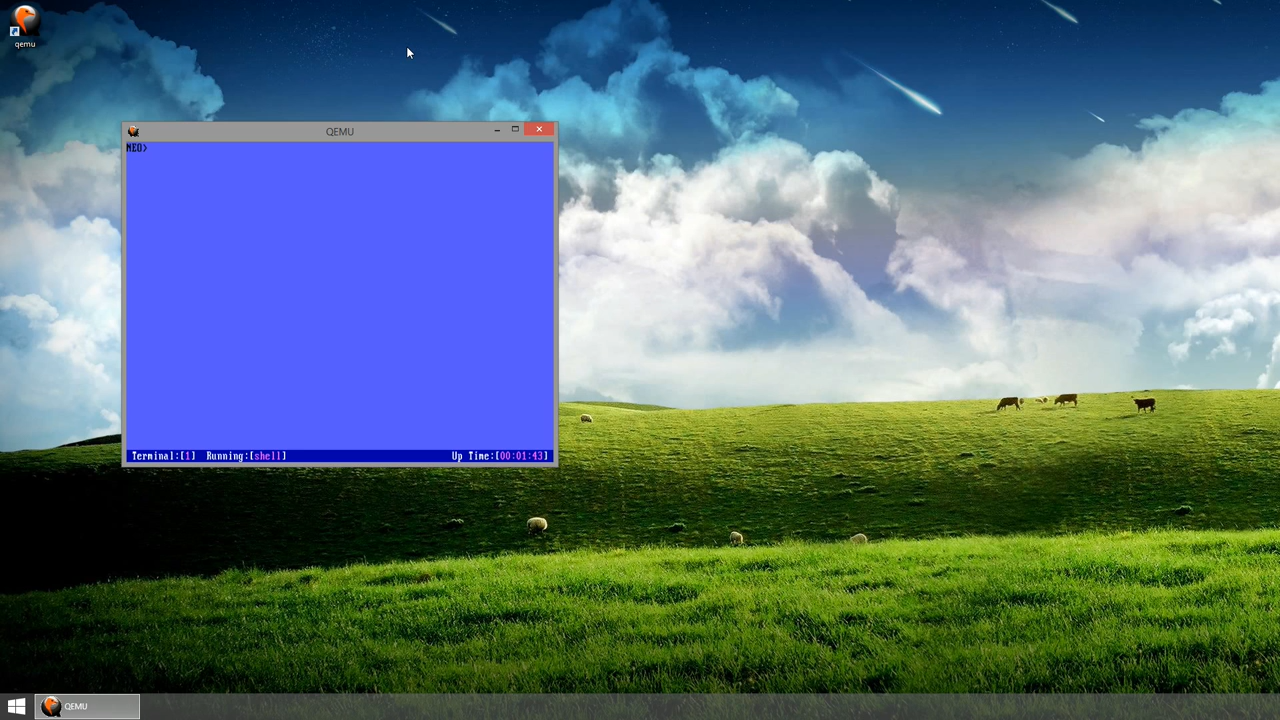 qemu
QEMU
NEO>
Terminal:[1] Running:[shell] Up Time:[00:01:43]
QEMU